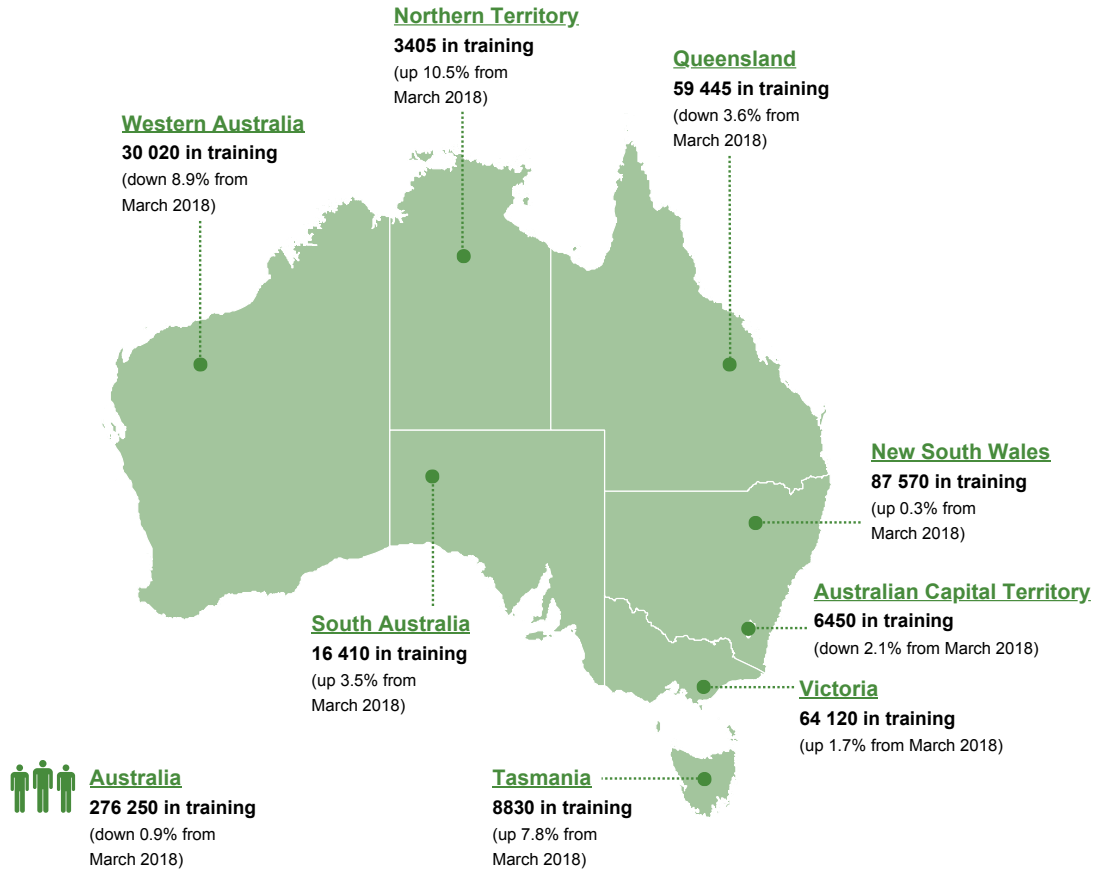 Northern Territory
3405 in training
(up 10.5% from
March 2018)
Queensland
59 445 in training
(down 3.6% from
March 2018)
Western Australia
30 020 in training
(down 8.9% from
March 2018)
New South Wales
87 570 in training
(up 0.3% from
March 2018)
Australian Capital Territory
6450 in training
(down 2.1% from March 2018)
South Australia
16 410 in training
(up 3.5% from
March 2018)
Victoria
64 120 in training
(up 1.7% from March 2018)
Australia
276 250 in training
(down 0.9% from
March 2018)
Tasmania
8830 in training
(up 7.8% from
March 2018)